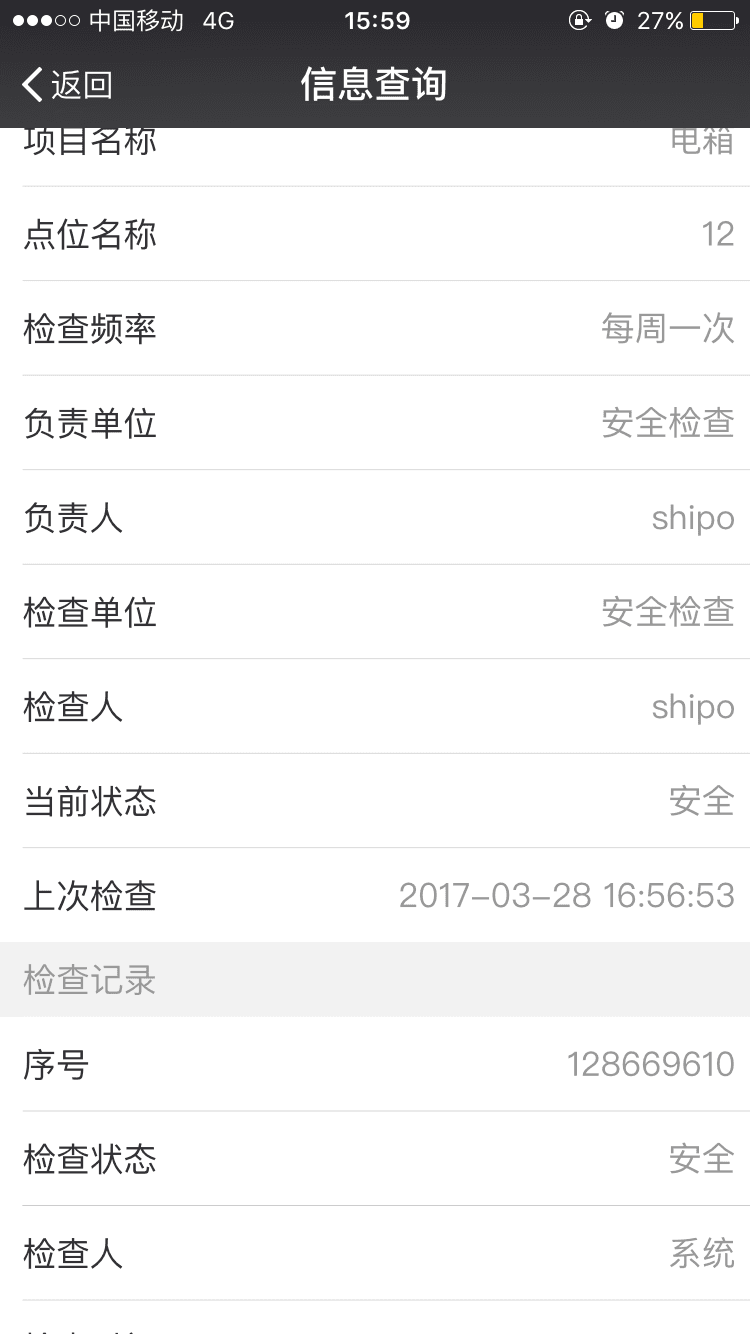 中国移动 4G 15:59 27%
返回 信息查询
项目名称 电箱
点位名称 12
检查频率 每周一次
负责单位 安全检查
负责人 shipo
检查单位 安全检查
检查人 shipo
当前状态 安全
上次检查 2017-03-28 16:56:53
检查记录
序号 128669610
检查状态 安全
检查人 系统